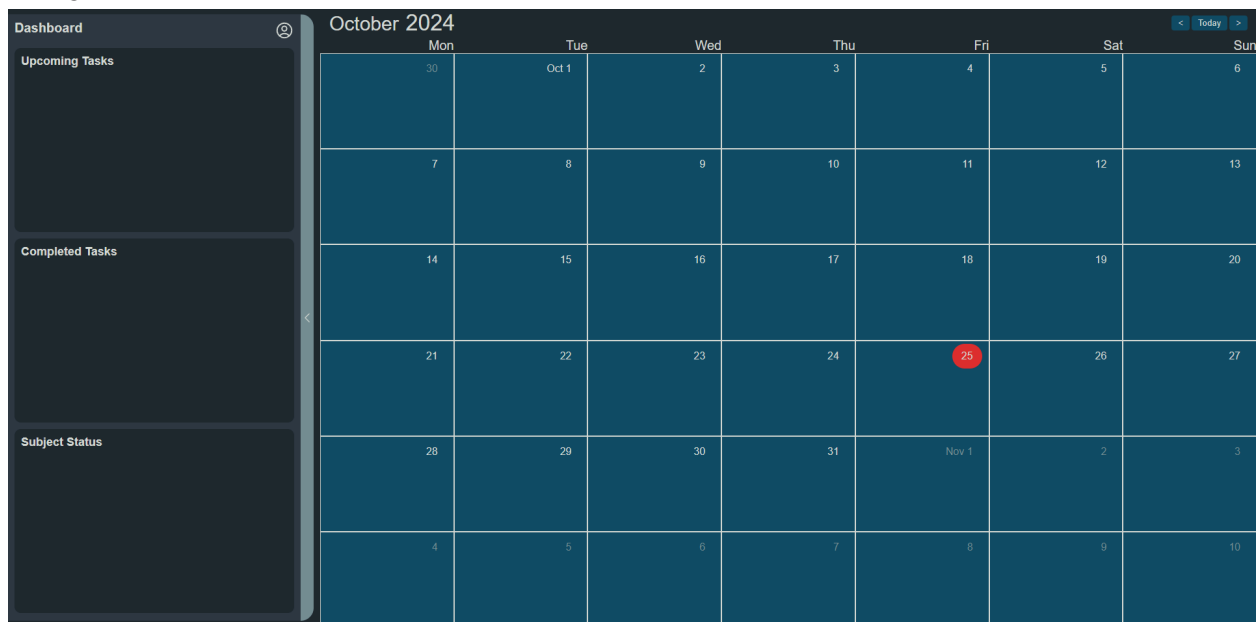 Dashboard
Upcoming Tasks
Completed Tasks
Subject Status
October 2024
< Today >
Mon Tue Wed Thu Fri Sat Sun
30 Oct 1 2 3 4 5 6
7 8 9 10 11 12 13
14 15 16 17 18 19 20
21 22 23 24 25 26 27
28 29 30 31 Nov 1 2 3
4 5 6 7 8 9 10